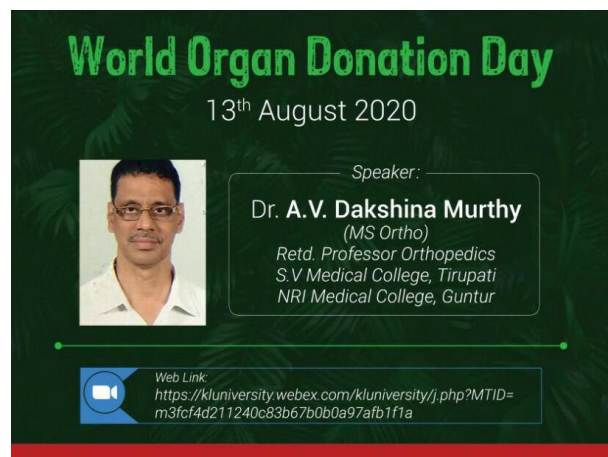 World Organ Donation Day
13th August 2020
Speaker:
Dr. A.V. Dakshina Murthy
(MS Ortho)
Retd. Professor Orthopedics
S.V Medical College, Tirupati
NRI Medical College, Guntur
Web Link:
https://kluniversity.webex.com/kluniversity/j.php?MTID=
m3fcf4d211240c83b67b0b0a97afb1f1a